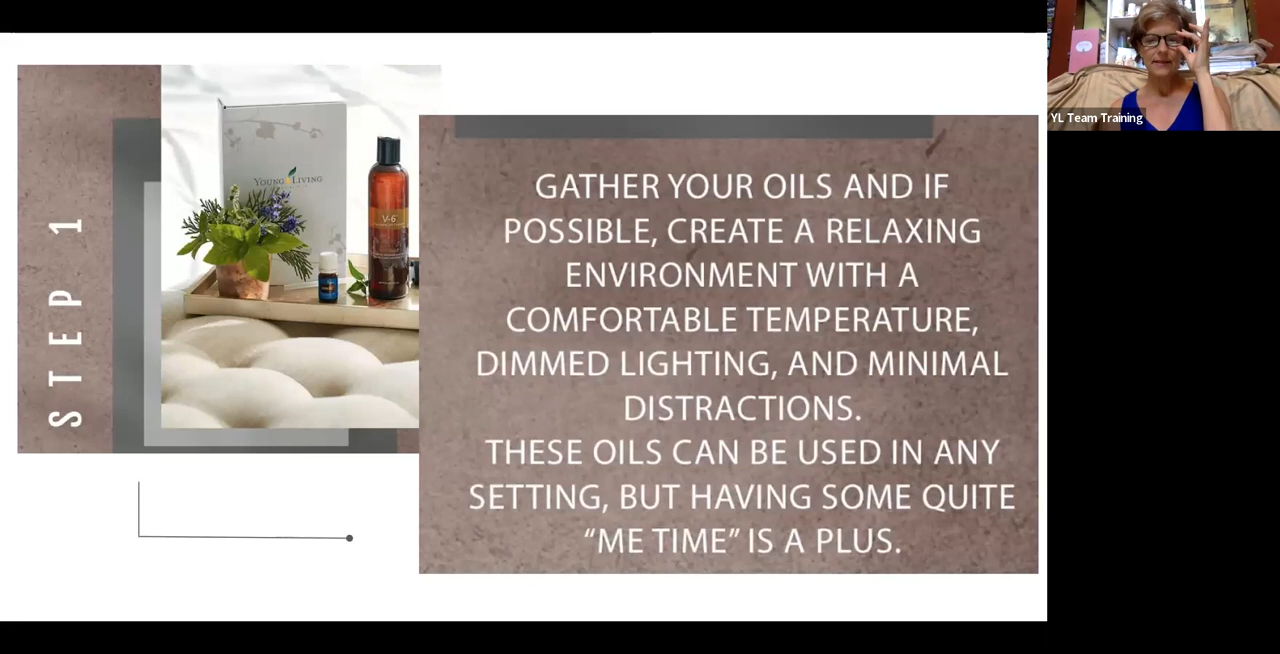 STEP 1
YOUNG LIVING
V-6
GATHER YOUR OILS AND IF
POSSIBLE, CREATE A RELAXING
ENVIRONMENT WITH A
COMFORTABLE TEMPERATURE,
DIMMED LIGHTING, AND MINIMAL
DISTRACTIONS.
THESE OILS CAN BE USED IN ANY
SETTING, BUT HAVING SOME QUITE
“ME TIME” IS A PLUS.
YL Team Training